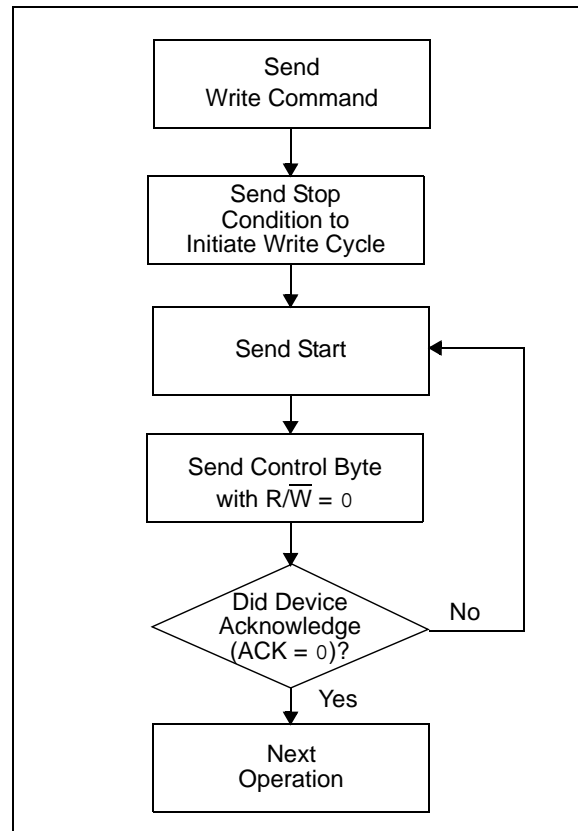 Send
Write Command
Send Stop
Condition to
Initiate Write Cycle
Send Start
Send Control Byte
with R/W̅ = 0
Did Device
Acknowledge
(ACK = 0)?
No
Yes
Next
Operation